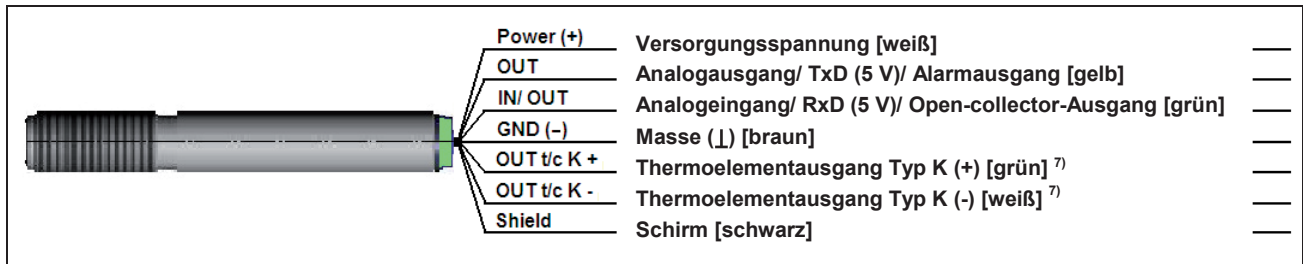 Power (+) Versorgungsspannung [weiß]
OUT Analogausgang/ TxD (5 V)/ Alarmausgang [gelb]
IN/ OUT Analogeingang/ RxD (5 V)/ Open-collector-Ausgang [grün]
GND (–) Masse (⊥) [braun]
OUT t/c K + Thermoelementausgang Typ K (+) [grün] 7)
OUT t/c K - Thermoelementausgang Typ K (-) [weiß] 7)
Shield Schirm [schwarz]